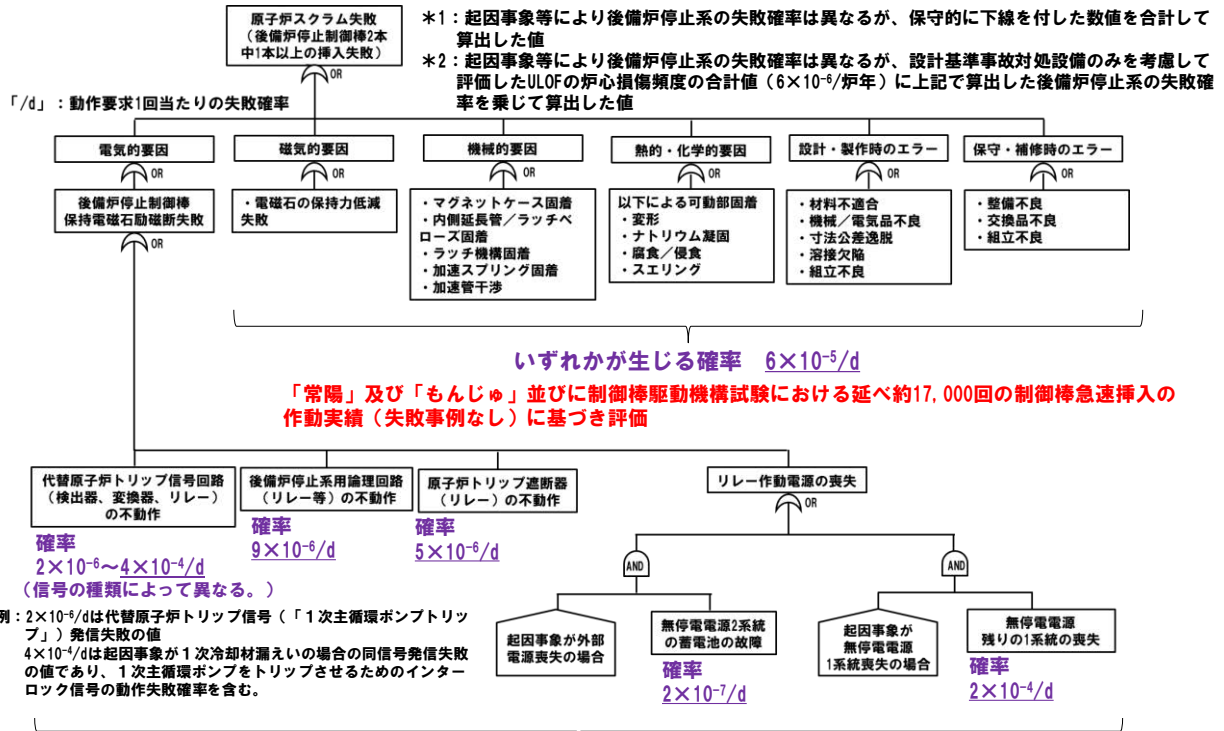 原子炉スクラム失敗
(後備炉停止制御棒2本
中1本以上の挿入失敗)
OR
*1:起因事象等により後備炉停止系の失敗確率は異なるが、保守的に下線を付した数値を合計して
算出した値
*2:起因事象等により後備炉停止系の失敗確率は異なるが、設計基準事故対処設備のみを考慮して
評価したULOFの炉心損傷頻度の合計値(6×10⁻⁶/炉年)に上記で算出した後備炉停止系の失敗確
率を乗じて算出した値
「/d」:動作要求1回当たりの失敗確率
電気的要因
OR
後備炉停止制御棒
保持電磁石励磁断失敗
OR
磁気的要因
OR
・電磁石の保持力低減
失敗
機械的要因
OR
・マグネットケース固着
・内側延長管/ラッチベ
ローズ固着
・ラッチ機構固着
・加速スプリング固着
・加速管干渉
熱的・化学的要因
OR
以下による可動部固着
・変形
・ナトリウム凝固
・腐食/侵食
・スエリング
設計・製作時のエラー
OR
・材料不適合
・機械/電気品不良
・寸法公差逸脱
・溶接欠陥
・組立不良
保守・補修時のエラー
OR
・整備不良
・交換品不良
・組立不良
いずれかが生じる確率 6×10⁻⁵/d
「常陽」及び「もんじゅ」並びに制御棒駆動機構試験における延べ約17,000回の制御棒急速挿入の
作動実績(失敗事例なし)に基づき評価
代替原子炉トリップ信号回路
(検出器、変換器、リレー)
の不動作
確率
2×10⁻⁶~4×10⁻⁴/d
(信号の種類によって異なる。)
例:2×10⁻⁶/dは代替原子炉トリップ信号(「1次主循環ポンプトリッ
プ」)発信失敗の値
4×10⁻⁴/dは起因事象が1次冷却材漏えいの場合の同信号発信失敗
の値であり、1次主循環ポンプをトリップさせるためのインター
ロック信号の動作失敗確率を含む。
後備炉停止系用論理回路
(リレー等)の不動作
確率
9×10⁻⁶/d
原子炉トリップ遮断器
(リレー)の不動作
確率
5×10⁻⁶/d
リレー作動電源の喪失
OR
AND
起因事象が外部
電源喪失の場合
無停電電源2系統
の蓄電池の故障
確率
2×10⁻⁷/d
AND
起因事象が
無停電電源
1系統喪失の場合
無停電電源
残りの1系統の喪失
確率
2×10⁻⁴/d